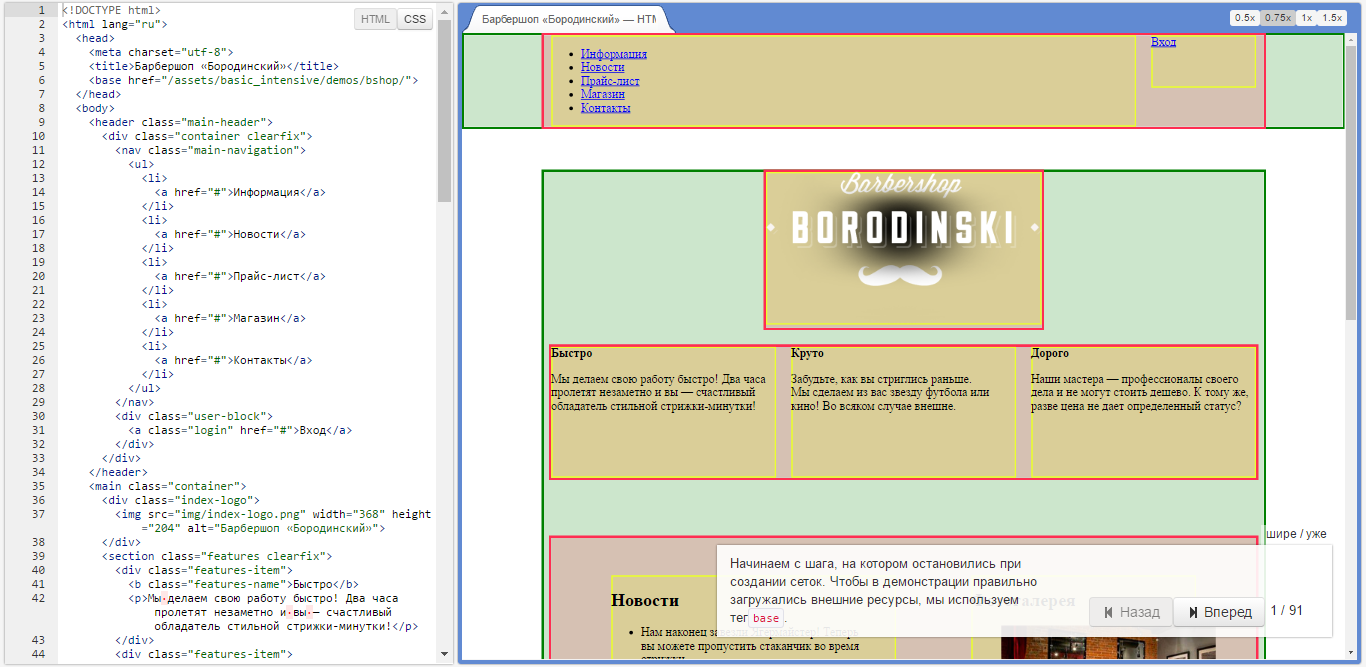 HTML CSS
1 <!DOCTYPE html>
2 <html lang="ru">
3 <head>
4 <meta charset="utf-8">
5 <title>Барбершоп «Бородинский»</title>
6 <base href="/assets/basic_intensive/demos/bshop/">
7 </head>
8 <body>
9 <header class="main-header">
10 <div class="container clearfix">
11 <nav class="main-navigation">
12 <ul>
13 <li>
14 <a href="#">Информация</a>
15 </li>
16 <li>
17 <a href="#">Новости</a>
18 </li>
19 <li>
20 <a href="#">Прайс-лист</a>
21 </li>
22 <li>
23 <a href="#">Магазин</a>
24 </li>
25 <li>
26 <a href="#">Контакты</a>
27 </li>
28 </ul>
29 </nav>
30 <div class="user-block">
31 <a class="login" href="#">Вход</a>
32 </div>
33 </div>
34 </header>
35 <main class="container">
36 <div class="index-logo">
37 <img src="img/index-logo.png" width="368" height
="204" alt="Барбершоп «Бородинский»">
38 </div>
39 <section class="features clearfix">
40 <div class="features-item">
41 <b class="features-name">Быстро</b>
42 <p>Мы·делаем свою работу быстро! Два часа
пролетят незаметно и·вы·— счастливый
обладатель стильной стрижки-минутки!</p>
43 </div>
44 <div class="features-item">
Барбершоп «Бородинский» — HTM
0.5x 0.75x 1x 1.5x
Информация
Новости
Прайс-лист
Магазин
Контакты
Вход
Barbershop
BORODINSKI
Быстро
Мы делаем свою работу быстро! Два часа
пролетят незаметно и вы — счастливый
обладатель стильной стрижки-минутки!
Круто
Забудьте, как вы стриглись раньше.
Мы сделаем из вас звезду футбола или
кино! Во всяком случае внешне.
Дорого
Наши мастера — профессионалы своего
дела и не могут стоить дешево. К тому же,
разве цена не дает определенный статус?
шире / уже
Новости
Нам наконец завезли Ягермайстер! Теперь
вы можете пропустить стаканчик во время
стрижки
Начинаем с шага, на котором остановились при
создании сеток. Чтобы в демонстрации правильно
загружались внешние ресурсы, мы используем
тег base.
Назад Вперед 1 / 91